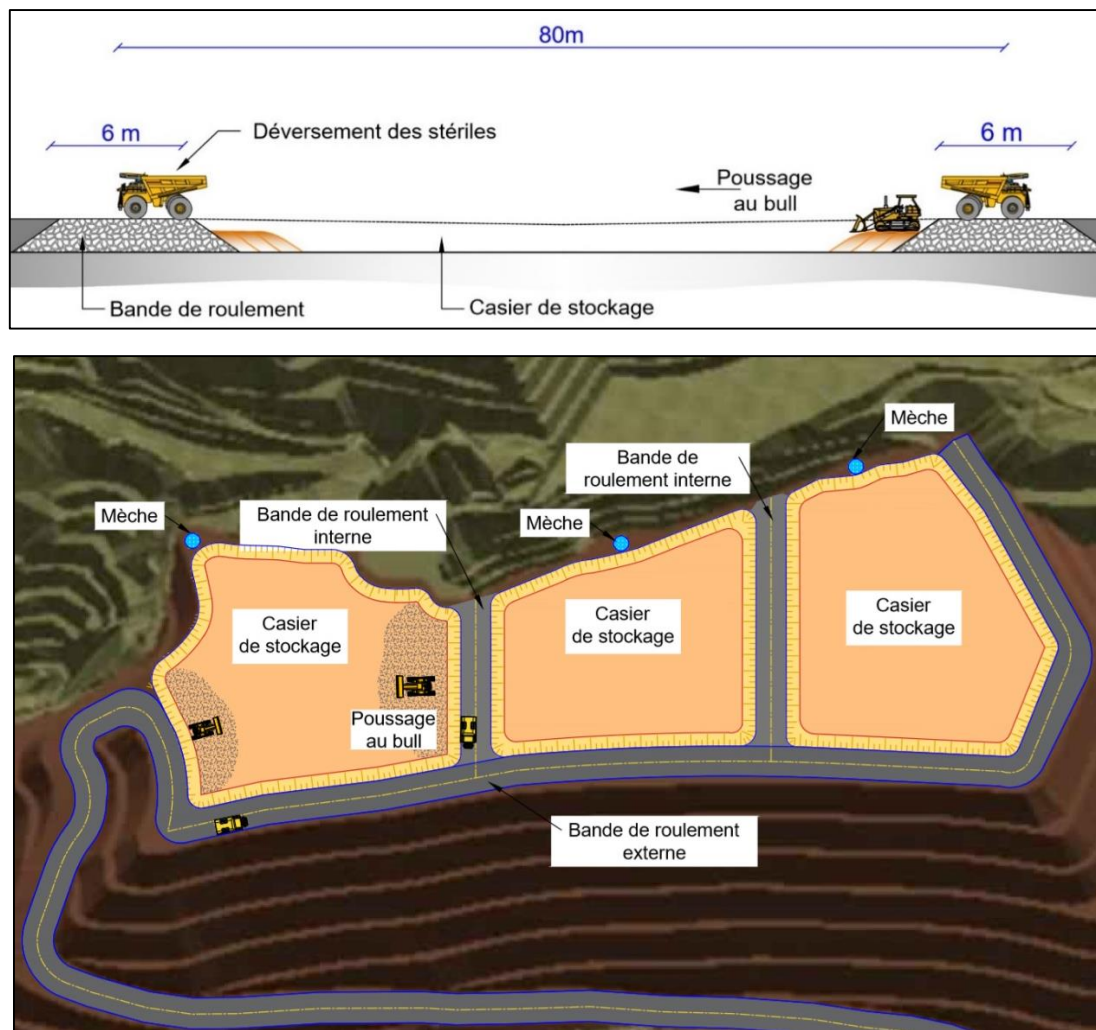 80m
6 m
Déversement des stériles
6 m
Poussage
au bull
Bande de roulement
Casier de stockage
Mèche
Bande de
roulement interne
Mèche
Bande de roulement
interne
Mèche
Casier
de stockage
Casier
de stockage
Casier
de stockage
Poussage
au bull
Bande de roulement
externe